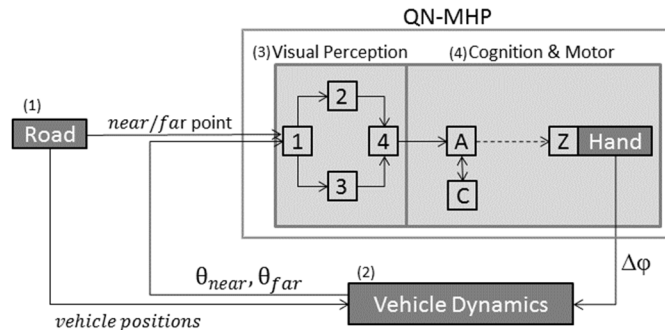 QN-MHP
(3) Visual Perception
(4) Cognition & Motor
(1)
Road
near/far point
1
2
3
4
A
C
Z
Hand
θnear, θfar
(2)
Vehicle Dynamics
Δφ
vehicle positions